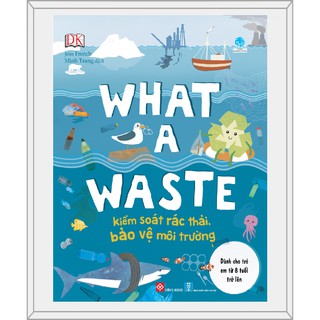 DK
Jess French
Minh Trang dịch
WHAT
A
WASTE
kiểm soát rác thải,
bảo vệ môi trường
Dành cho trẻ
em từ 8 tuổi
trở lên